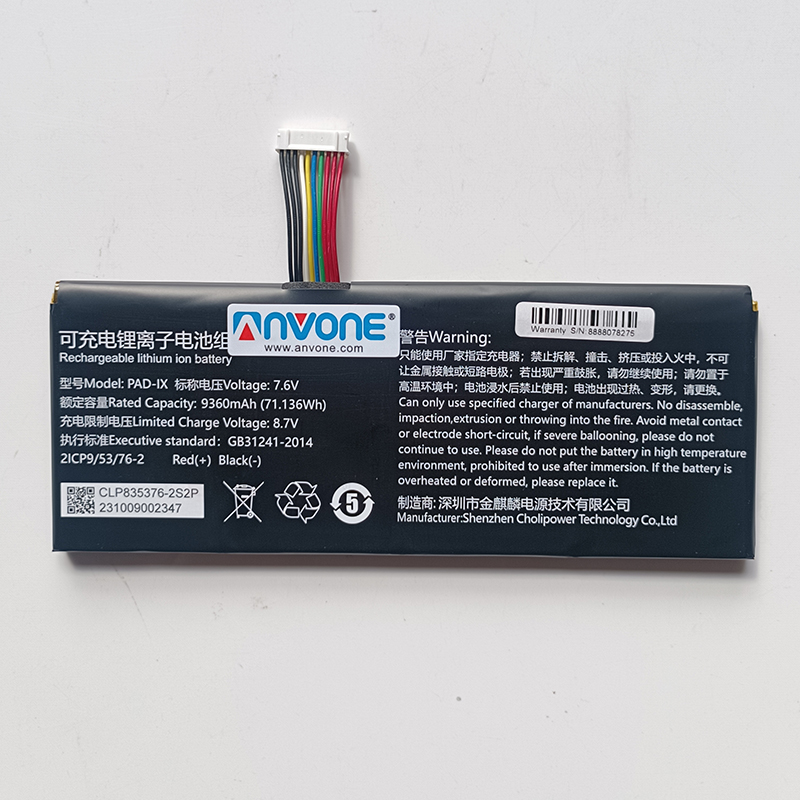 ANVONE®
www.anvone.com
可充电锂离子电池组
Rechargeable lithium ion battery
型号Model: PAD-IX 标称电压Voltage: 7.6V
额定容量Rated Capacity: 9360mAh (71.136Wh)
充电限制电压Limited Charge Voltage: 8.7V
执行标准Executive standard: GB31241-2014
2ICP9/53/76-2 Red(+) Black(-)
CLP835376-2S2P
231009002347
5
Warranty S/N: 8888078275
警告Warning:
只能使用厂家指定充电器；禁止拆解、撞击、挤压或投入火中，不可
让金属接触或短路电极；若出现严重鼓胀，请勿继续使用；请勿置于
高温环境中；电池浸水后禁止使用；电池出现过热、变形，请更换。
Can only use specified charger of manufacturers. No disassemble,
impaction,extrusion or throwing into the fire. Avoid metal contact
or electrode short-circuit, if severe ballooning, please do not
continue to use. Please do not put the battery in high temperature
environment, prohibited to use after immersion. If the battery is
overheated or deformed, please replace it.
制造商: 深圳市金麒麟电源技术有限公司
Manufacturer:Shenzhen Cholipower Technology Co.,Ltd